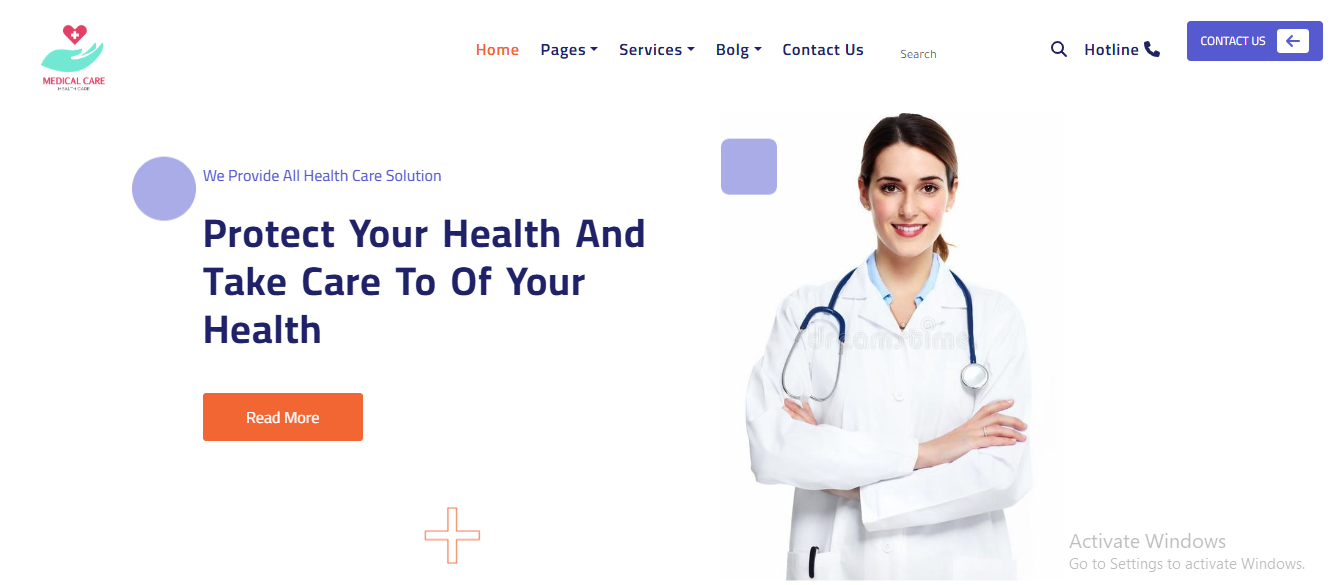 MEDICAL CARE
HEALTH CARE
Home Pages Services Bolg Contact Us Search Hotline CONTACT US
We Provide All Health Care Solution
Protect Your Health And
Take Care To Of Your
Health
Read More
dreamstime
Activate Windows
Go to Settings to activate Windows.